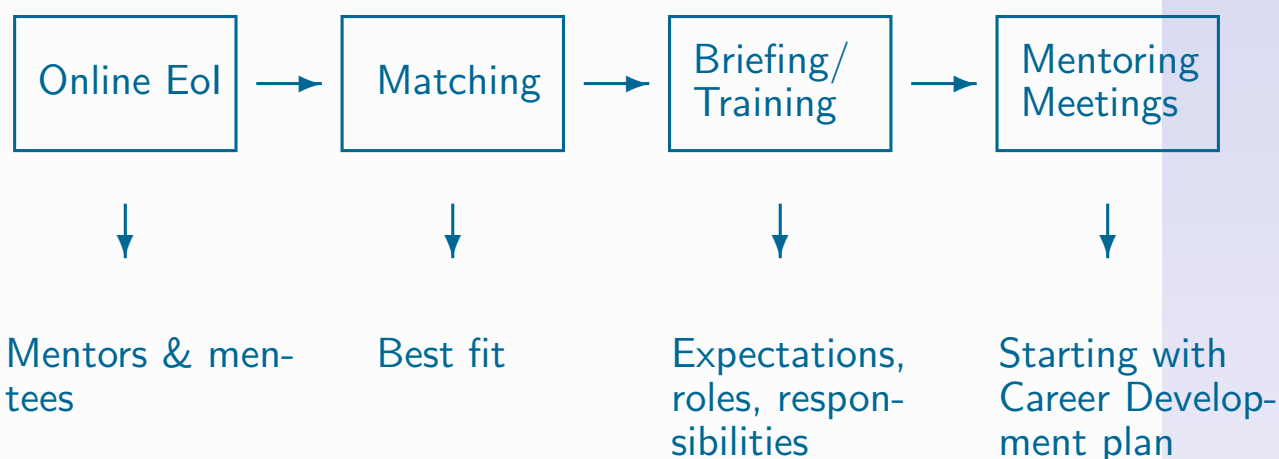 Online EoI
Matching
Briefing/
Training
Mentoring
Meetings
Mentors & men-
tees
Best fit
Expectations,
roles, respon-
sibilities
Starting with
Career Develop-
ment plan